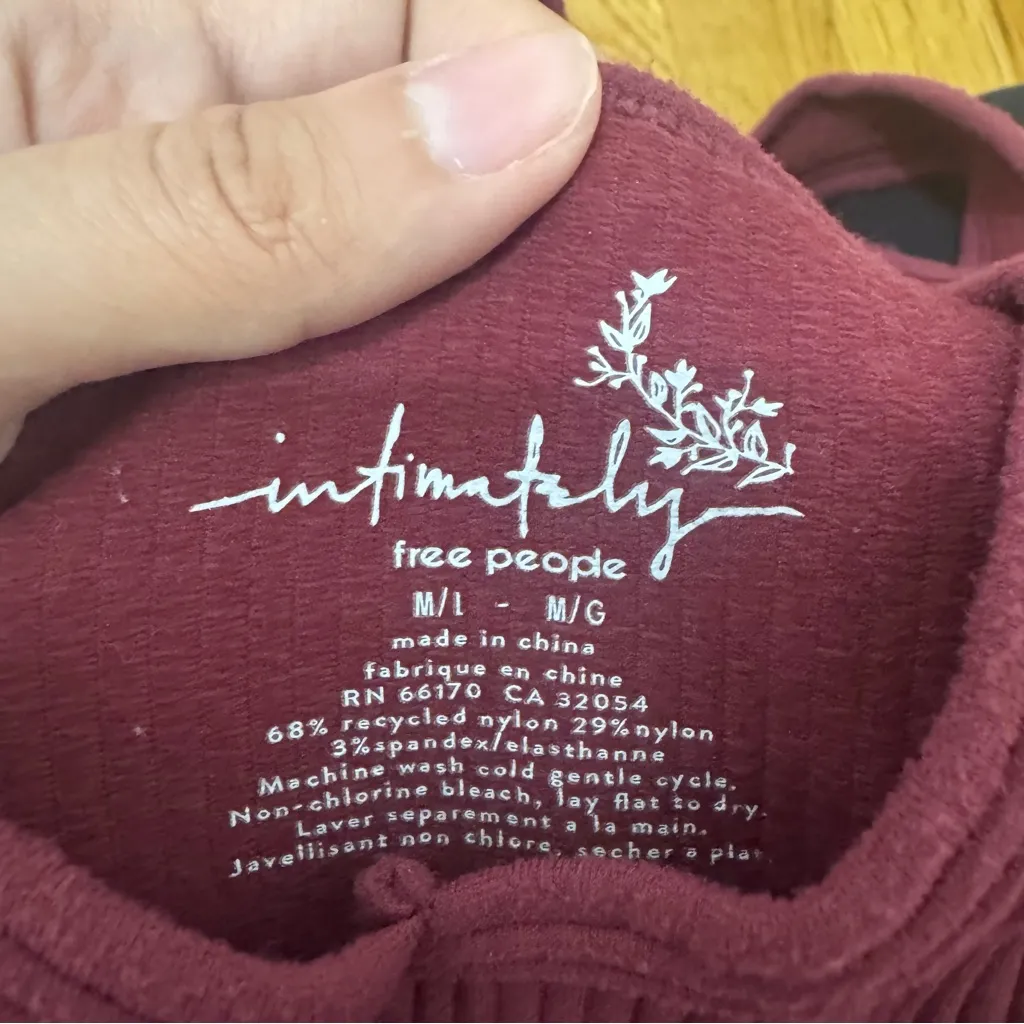 intimately
free people
M/L - M/G
made in china
fabrique en chine
RN 66170 CA 32054
68% recycled nylon 29%nylon
3%spandex/elasthanne
Machine wash cold gentle cycle.
Non-chlorine bleach, lay flat to dry.
Laver separement a la main.
Javellisant non chlore, secher a plat.